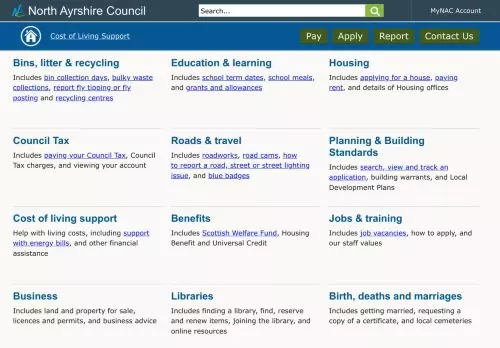 North Ayrshire Council
Search...
MyNAC Account
Cost of Living Support
Pay
Apply
Report
Contact Us
Bins, litter & recycling
Includes bin collection days, bulky waste
collections, report fly tipping or fly
posting and recycling centres
Education & learning
Includes school term dates, school meals,
and grants and allowances
Housing
Includes applying for a house, paying
rent, and details of Housing offices
Council Tax
Includes paying your Council Tax, Council
Tax charges, and viewing your account
Roads & travel
Includes roadworks, road cams, how
to report a road, street or street lighting
issue, and blue badges
Planning & Building
Standards
Includes search, view and track an
application, building warrants, and Local
Development Plans
Cost of living support
Help with living costs, including support
with energy bills, and other financial
assistance
Benefits
Includes Scottish Welfare Fund, Housing
Benefit and Universal Credit
Jobs & training
Includes job vacancies, how to apply, and
our staff values
Business
Includes land and property for sale,
licences and permits, and business advice
Libraries
Includes finding a library, find, reserve
and renew items, joining the library, and
online resources
Birth, deaths and marriages
Includes getting married, requesting a
copy of a certificate, and local cemeteries